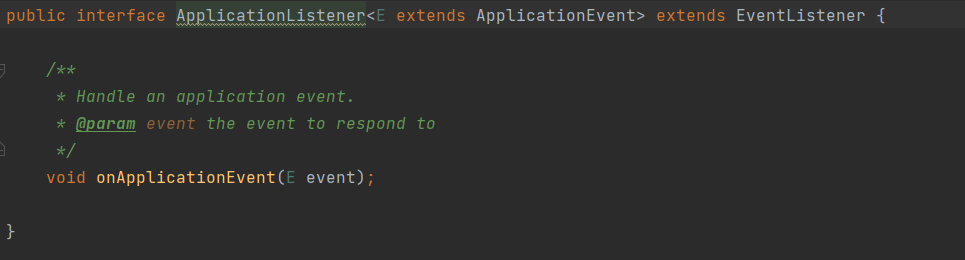 public interface ApplicationListener<E extends ApplicationEvent> extends EventListener {
/**
* Handle an application event.
* @param event the event to respond to
*/
void onApplicationEvent(E event);
}